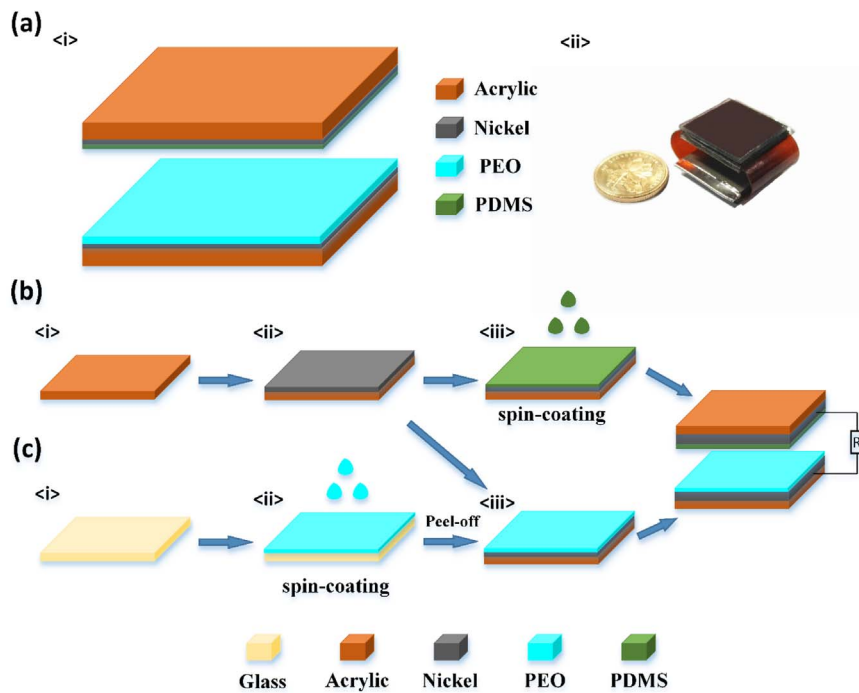 (a)
<i>
<ii>
Acrylic
Nickel
PEO
PDMS
(b)
<i>
<ii>
<iii>
spin-coating
R
(c)
<i>
<ii>
<iii>
Peel-off
spin-coating
Glass
Acrylic
Nickel
PEO
PDMS